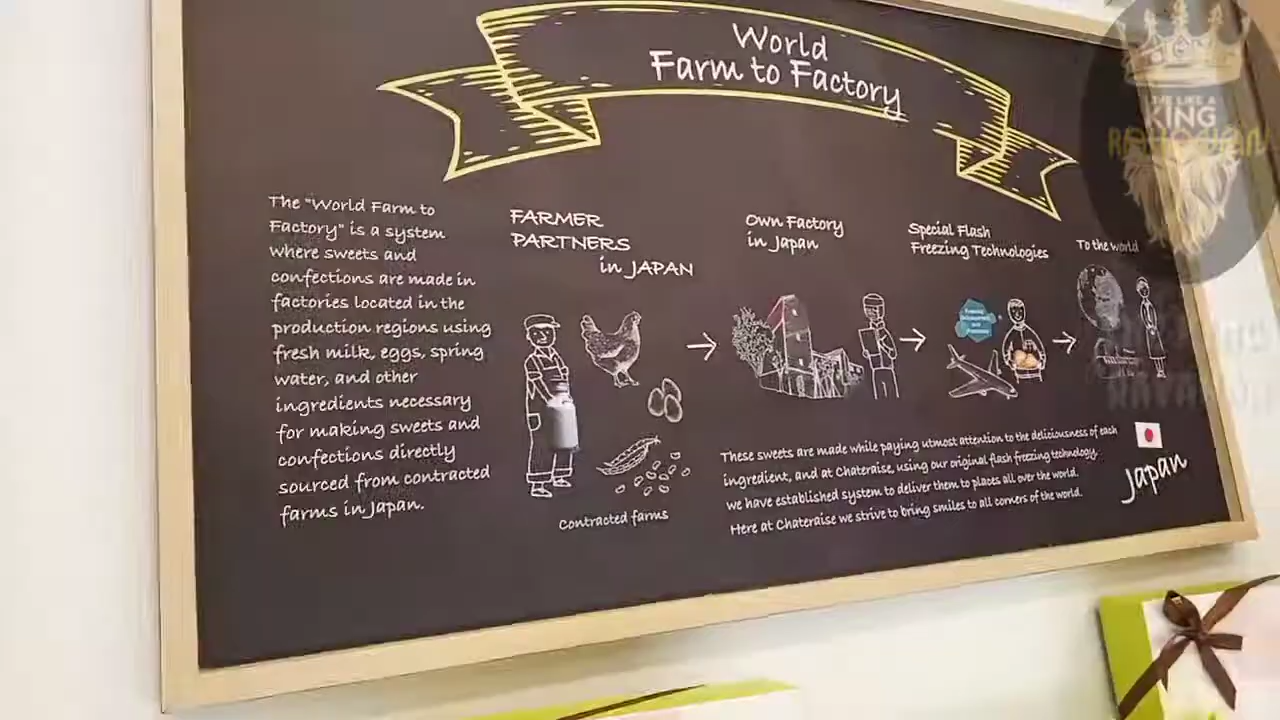 World
Farm to Factory
The "World Farm to
Factory" is a system
where sweets and
confections are made in
factories located in the
production regions using
fresh milk, eggs, spring
water, and other
ingredients necessary
for making sweets and
confections directly
sourced from contracted
farms in Japan.
FARMER
PARTNERS
in JAPAN
Contracted farms
Own Factory
in Japan
Special Flash
Freezing Technologies
To the world
These sweets are made while paying utmost attention to the deliciousness of each
ingredient, and at Chateraise, using our original flash freezing technology.
we have established system to deliver them to places all over the world.
Here at Chateraise we strive to bring smiles to all corners of the world.
Japan
LIKE A
KING